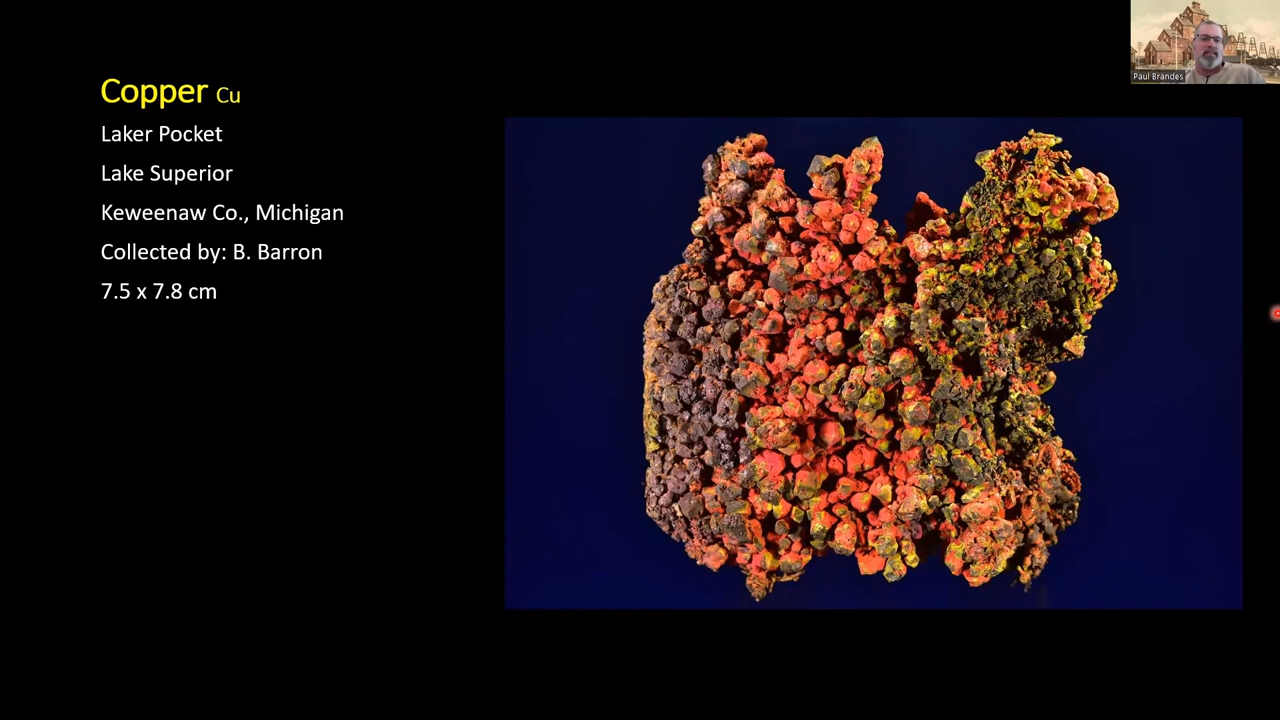 Copper Cu
Laker Pocket
Lake Superior
Keweenaw Co., Michigan
Collected by: B. Barron
7.5 x 7.8 cm
Paul Brandes